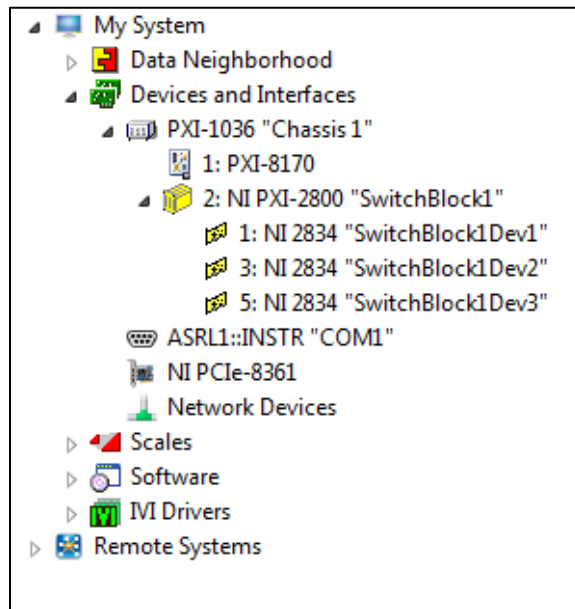 My System
Data Neighborhood
Devices and Interfaces
PXI-1036 "Chassis 1"
1: PXI-8170
2: NI PXI-2800 "SwitchBlock1"
1: NI 2834 "SwitchBlock1Dev1"
3: NI 2834 "SwitchBlock1Dev2"
5: NI 2834 "SwitchBlock1Dev3"
ASRL1::INSTR "COM1"
NI PCIe-8361
Network Devices
Scales
Software
IVI Drivers
Remote Systems